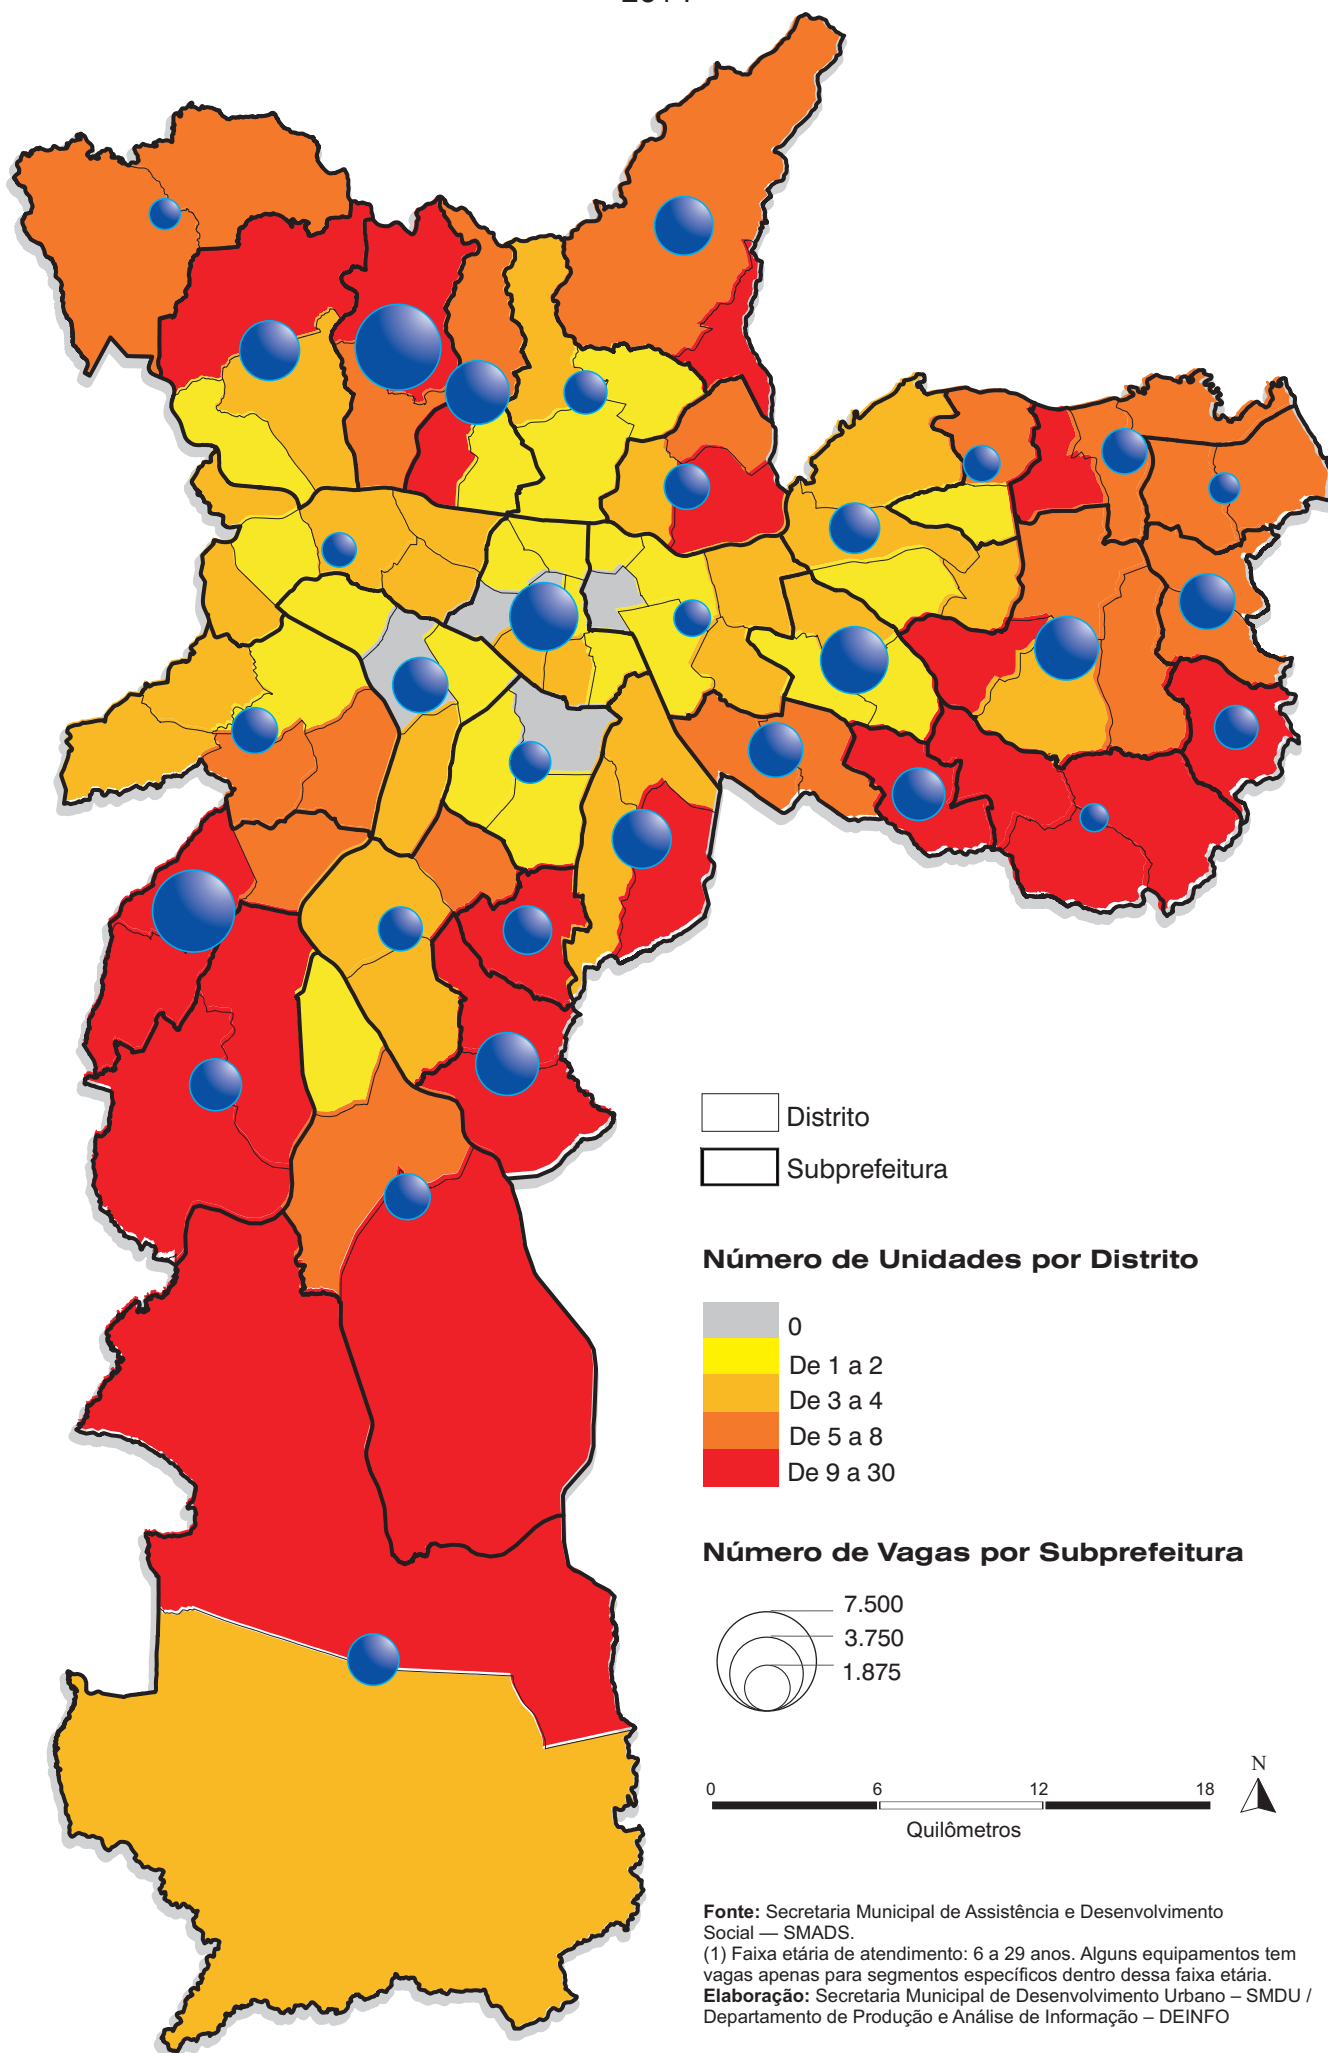 Distrito
Subprefeitura
Número de Unidades por Distrito
0
De 1 a 2
De 3 a 4
De 5 a 8
De 9 a 30
Número de Vagas por Subprefeitura
7.500
3.750
1.875
0 6 12 18
N
Quilômetros
Fonte: Secretaria Municipal de Assistência e Desenvolvimento
Social — SMADS.
(1) Faixa etária de atendimento: 6 a 29 anos. Alguns equipamentos tem
vagas apenas para segmentos específicos dentro dessa faixa etária.
Elaboração: Secretaria Municipal de Desenvolvimento Urbano – SMDU /
Departamento de Produção e Análise de Informação – DEINFO